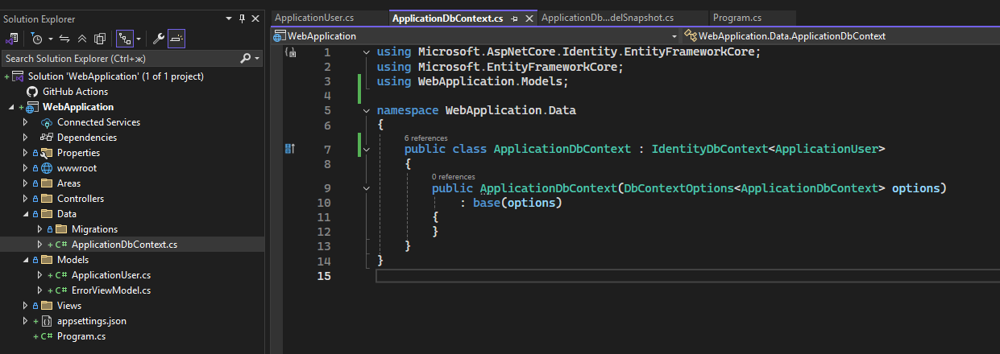 Solution Explorer
Search Solution Explorer (Ctrl+ж)
Solution 'WebApplication' (1 of 1 project)
GitHub Actions
WebApplication
Connected Services
Dependencies
Properties
wwwroot
Areas
Controllers
Data
Migrations
C# ApplicationDbContext.cs
Models
C# ApplicationUser.cs
C# ErrorViewModel.cs
Views
appsettings.json
C# Program.cs
ApplicationUser.cs
ApplicationDbContext.cs
ApplicationDb...delSnapshot.cs
Program.cs
WebApplication
WebApplication.Data.ApplicationDbContext
1 using Microsoft.AspNetCore.Identity.EntityFrameworkCore;
2 using Microsoft.EntityFrameworkCore;
3 using WebApplication.Models;
4
5 namespace WebApplication.Data
6 {
6 references
7 public class ApplicationDbContext : IdentityDbContext<ApplicationUser>
8 {
0 references
9 public ApplicationDbContext(DbContextOptions<ApplicationDbContext> options)
10 : base(options)
11 {
12 }
13 }
14 }
15